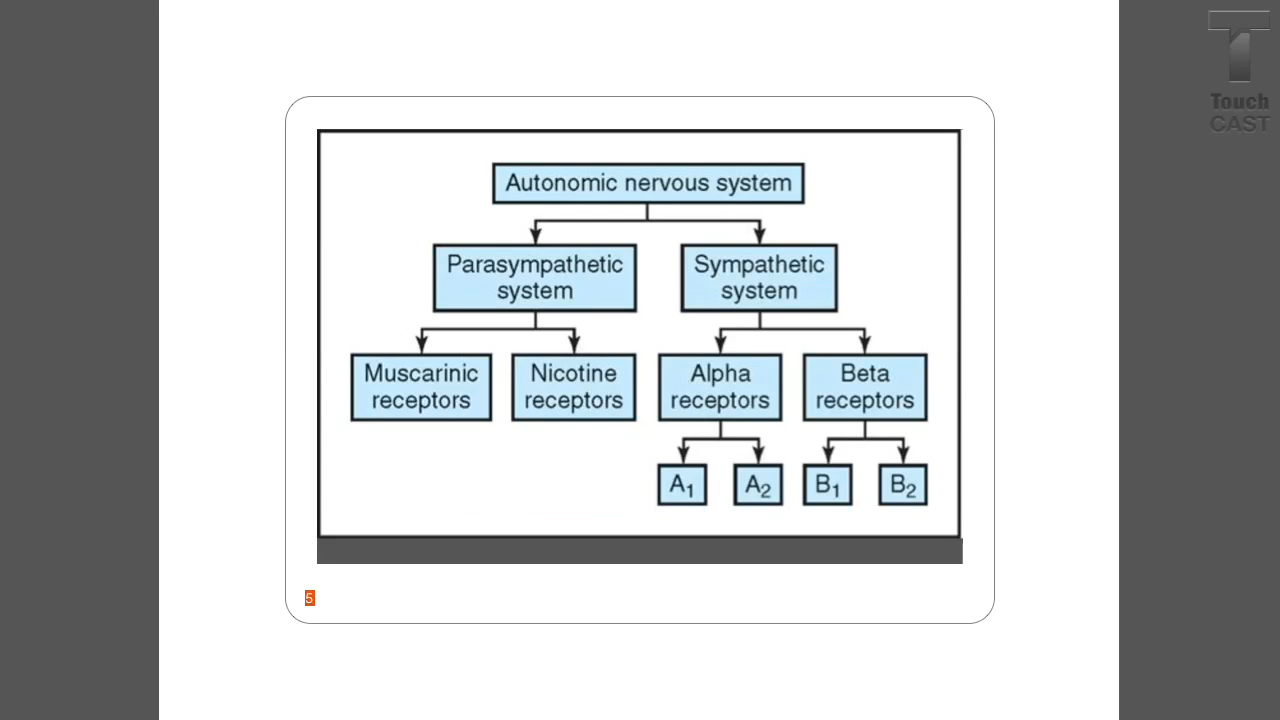 Touch
CAST
Autonomic nervous system
Parasympathetic
system
Sympathetic
system
Muscarinic
receptors
Nicotine
receptors
Alpha
receptors
Beta
receptors
A₁
A₂
B₁
B₂
5